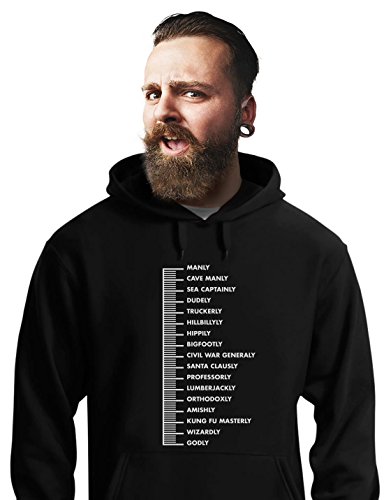 MANLY
CAVE MANLY
SEA CAPTAINLY
DUDELY
TRUCKERLY
HILLBILLYLY
HIPPILY
BIGFOOTLY
CIVIL WAR GENERALY
SANTA CLAUSLY
PROFESSORLY
LUMBERJACKLY
ORTHODOXLY
AMISHLY
KUNG FU MASTERLY
WIZARDLY
GODLY